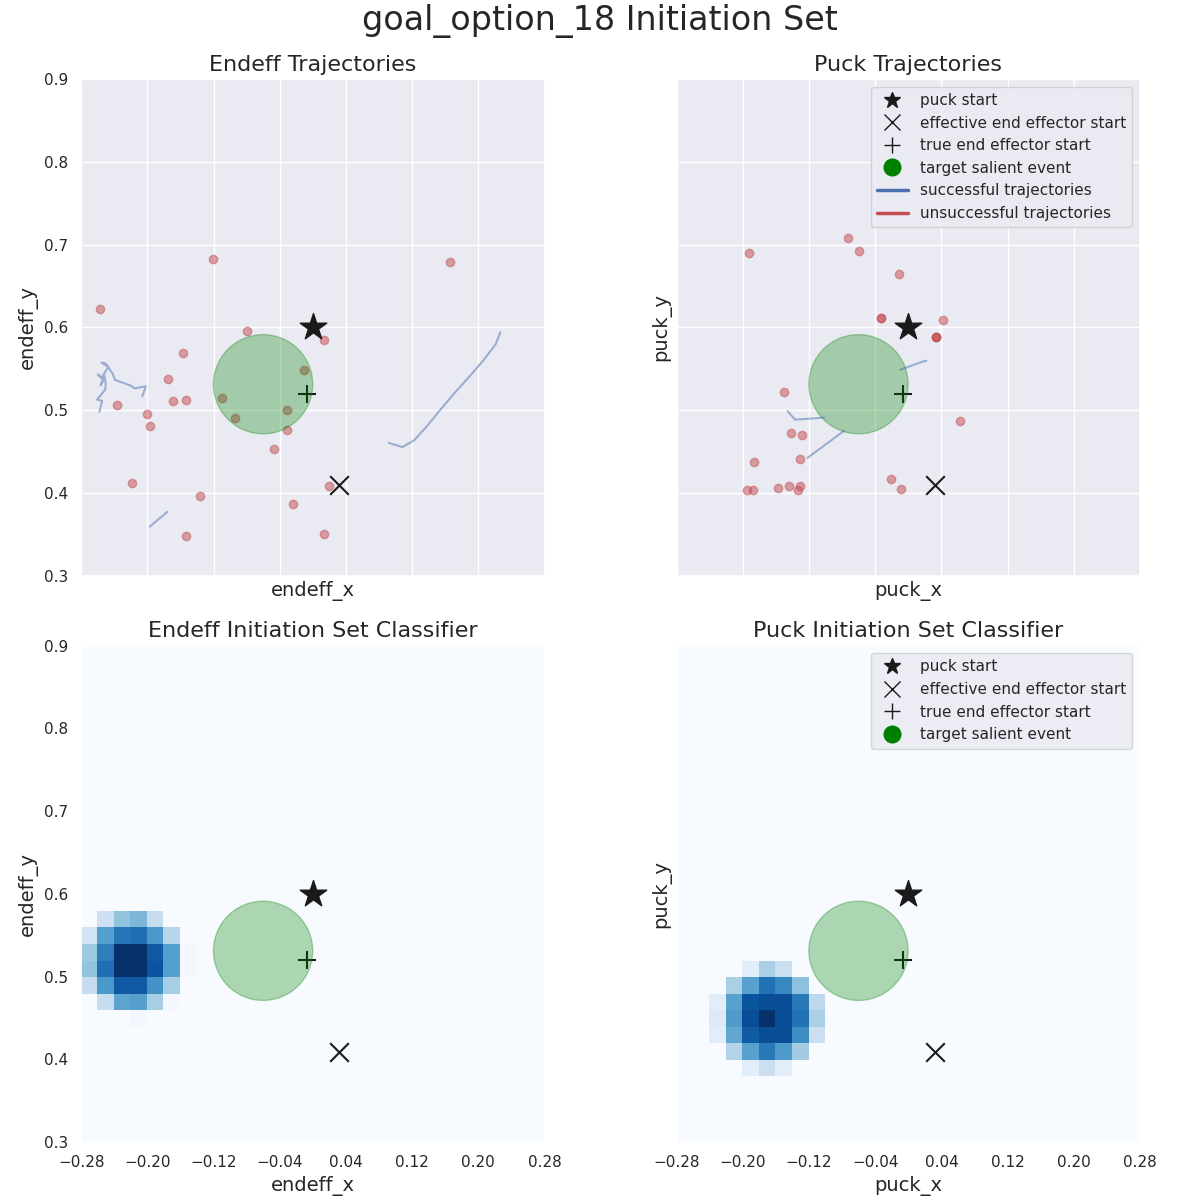 goal_option_18 Initiation Set
Endeff Trajectories
0.9
0.8
0.7
0.6
0.5
0.4
0.3
endeff_y
endeff_x
Puck Trajectories
puck start
effective end effector start
true end effector start
target salient event
successful trajectories
unsuccessful trajectories
puck_y
puck_x
Endeff Initiation Set Classifier
0.9
0.8
0.7
0.6
0.5
0.4
0.3
endeff_y
−0.28 −0.20 −0.12 −0.04 0.04 0.12 0.20 0.28
endeff_x
Puck Initiation Set Classifier
puck start
effective end effector start
true end effector start
target salient event
puck_y
−0.28 −0.20 −0.12 −0.04 0.04 0.12 0.20 0.28
puck_x